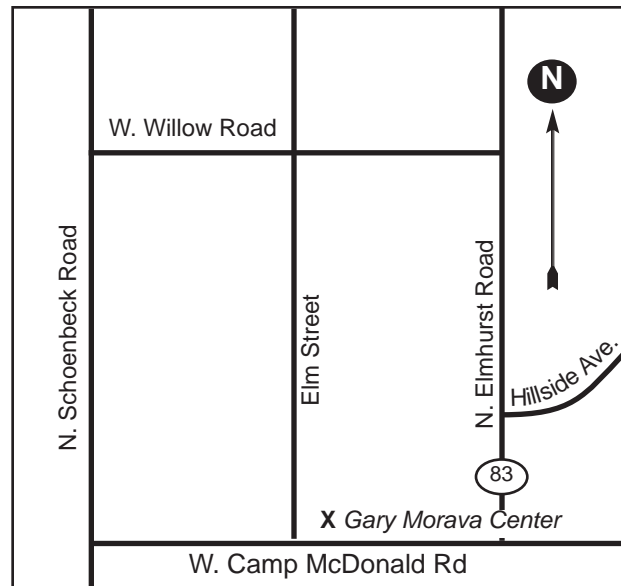 N
W. Willow Road
N. Schoenbeck Road
Elm Street
N. Elmhurst Road
Hillside Ave.
83
X Gary Morava Center
W. Camp McDonald Rd